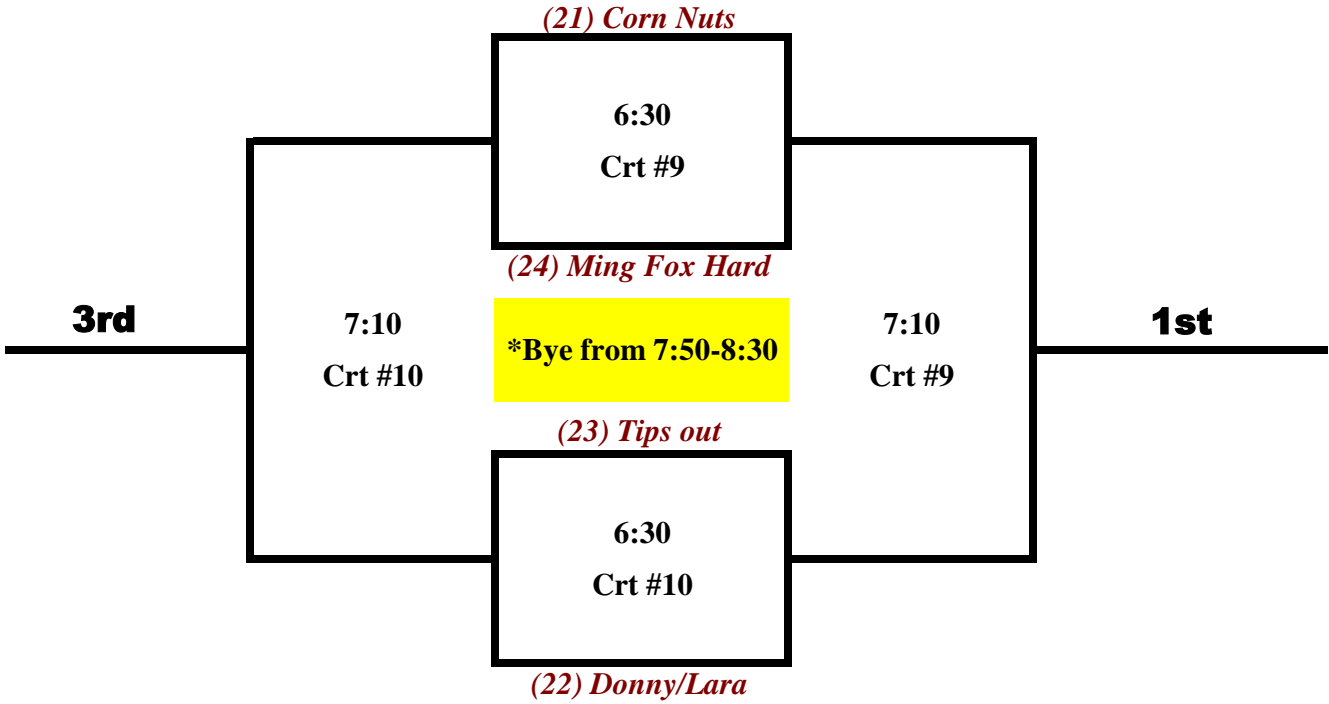 (21) Corn Nuts
6:30
Crt #9
(24) Ming Fox Hard
3rd
7:10
Crt #10
*Bye from 7:50-8:30
7:10
Crt #9
1st
(23) Tips out
6:30
Crt #10
(22) Donny/Lara